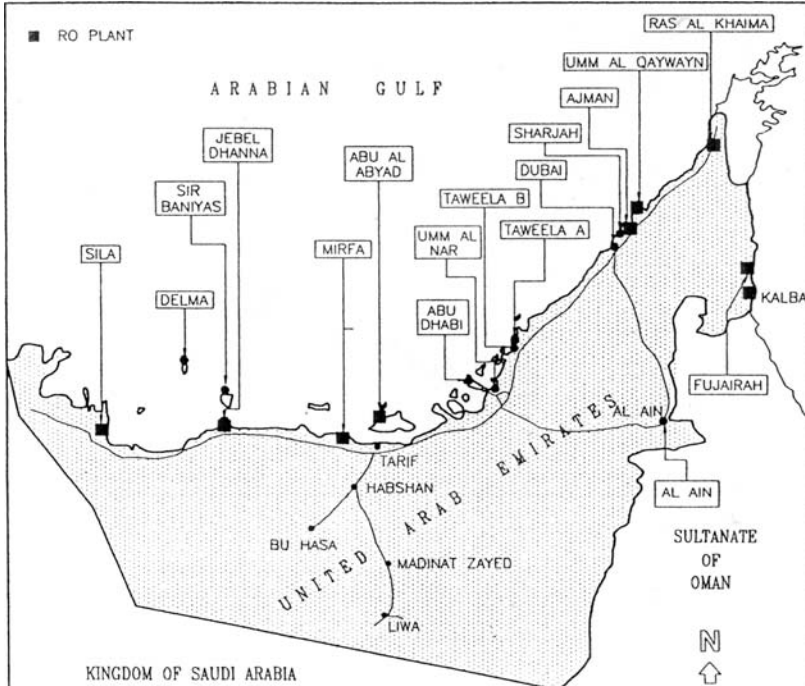 RO PLANT
RAS AL KHAIMA
UMM AL QAYWAYN
ARABIAN GULF
AJMAN
JEBEL
DHANNA
SHARJAH
ABU AL
ABYAD
DUBAI
SIR
BANIYAS
TAWEELA B
TAWEELA A
UMM AL
NAR
SILA
MIRFA
DELMA
ABU
DHABI
KALBA
FUJAIRAH
AL AIN
TARIF
HABSHAN
AL AIN
UNITED ARAB EMIRATES
BU HASA
SULTANATE
OF
OMAN
MADINAT ZAYED
LIWA
N
KINGDOM OF SAUDI ARABIA